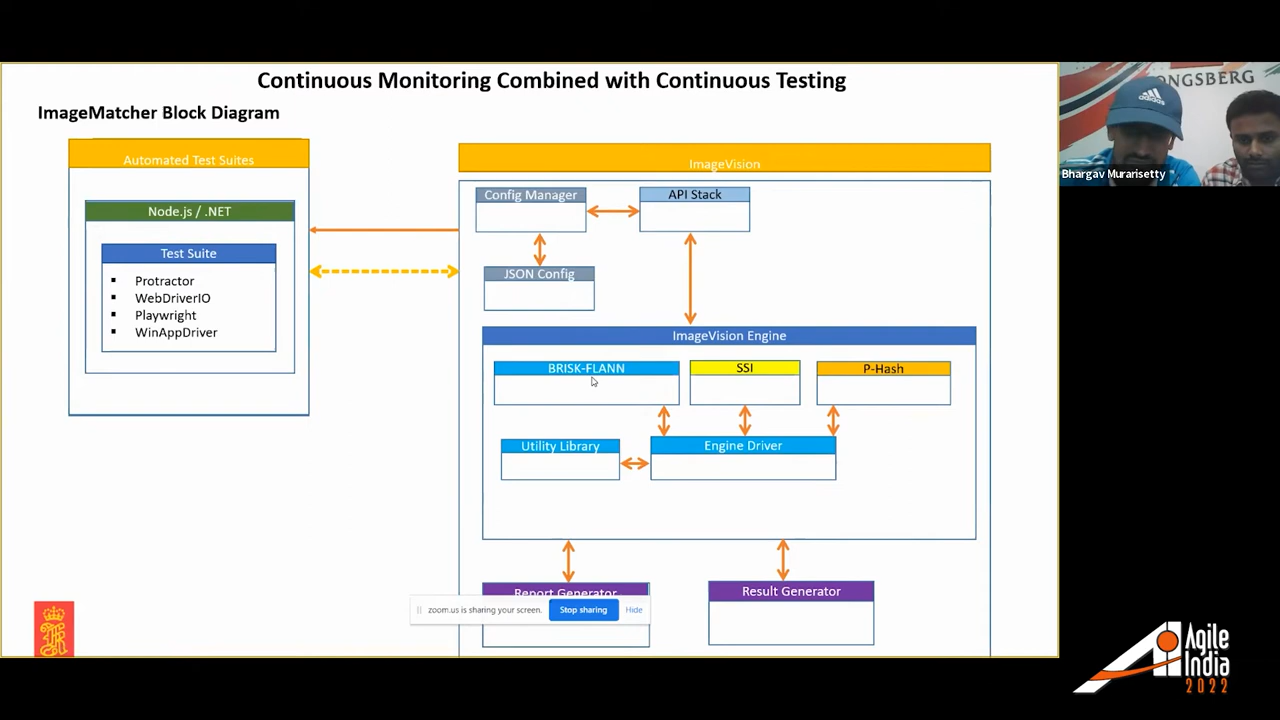 Continuous Monitoring Combined with Continuous Testing
ImageMatcher Block Diagram
Automated Test Suites
Node.js / .NET
Test Suite
▪ Protractor
▪ WebDriverIO
▪ Playwright
▪ WinAppDriver
ImageVision
Config Manager
API Stack
JSON Config
ImageVision Engine
BRISK-FLANN
SSI
P-Hash
Utility Library
Engine Driver
Report Generator
Result Generator
zoom.us is sharing your screen.
Stop sharing
Hide
ONGSBERG
Bhargav Murarisetty
adidas
Agile
India
2022